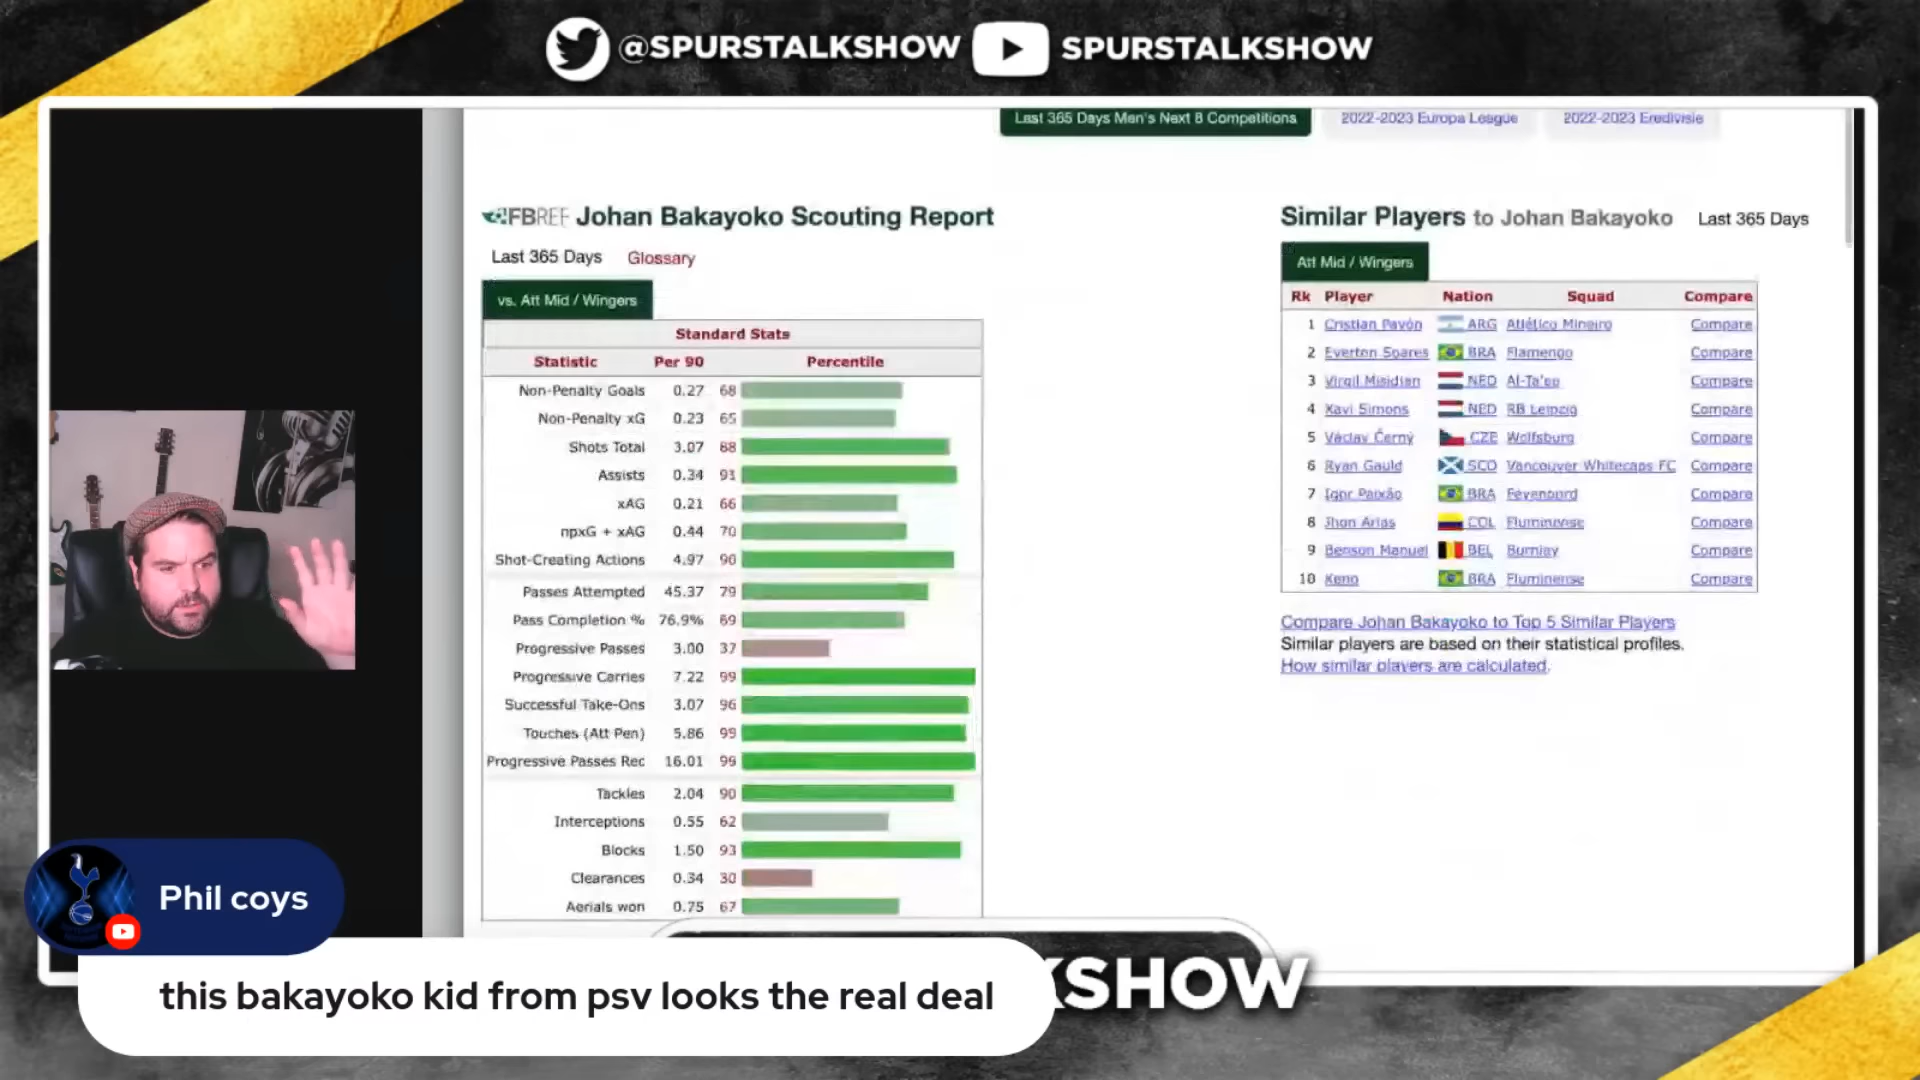 @SPURSTALKSHOW SPURSTALKSHOW
Last 365 Days Men's Next 8 Competitions 2022-2023 Europa League 2022-2023 Eredivisie
FBREF Johan Bakayoko Scouting Report
Last 365 Days Glossary
vs. Att Mid / Wingers
Standard Stats
Statistic Per 90 Percentile
Non-Penalty Goals 0.27 68
Non-Penalty xG 0.23 65
Shots Total 3.07 88
Assists 0.34 91
xAG 0.21 66
npxG + xAG 0.44 70
Shot-Creating Actions 4.97 90
Passes Attempted 45.37 79
Pass Completion % 76.9% 69
Progressive Passes 3.00 37
Progressive Carries 7.22 99
Successful Take-Ons 3.07 96
Touches (Att Pen) 5.86 95
Progressive Passes Rec 16.01 99
Tackles 2.04 90
Interceptions 0.55 62
Blocks 1.50 93
Clearances 0.34 30
Aerials won 0.75 67
Similar Players to Johan Bakayoko Last 365 Days
Att Mid / Wingers
Rk Player Nation Squad Compare
1 Cristian Pavón ARG Atlético Mineiro Compare
2 Everton Soares BRA Flamengo Compare
3 Virgil Misidjan NED Al-Ta'ee Compare
4 Xavi Simons NED RB Leipzig Compare
5 Václav Černý CZE Wolfsburg Compare
6 Ryan Gauld SCO Vancouver Whitecaps FC Compare
7 Igor Paixão BRA Feyenoord Compare
8 Jhon Arias COL Fluminense Compare
9 Benson Manuel BEL Burnley Compare
10 Keno BRA Fluminense Compare
Compare Johan Bakayoko to Top 5 Similar Players
Similar players are based on their statistical profiles.
How similar players are calculated.
Phil coys
this bakayoko kid from psv looks the real deal
KSHOW